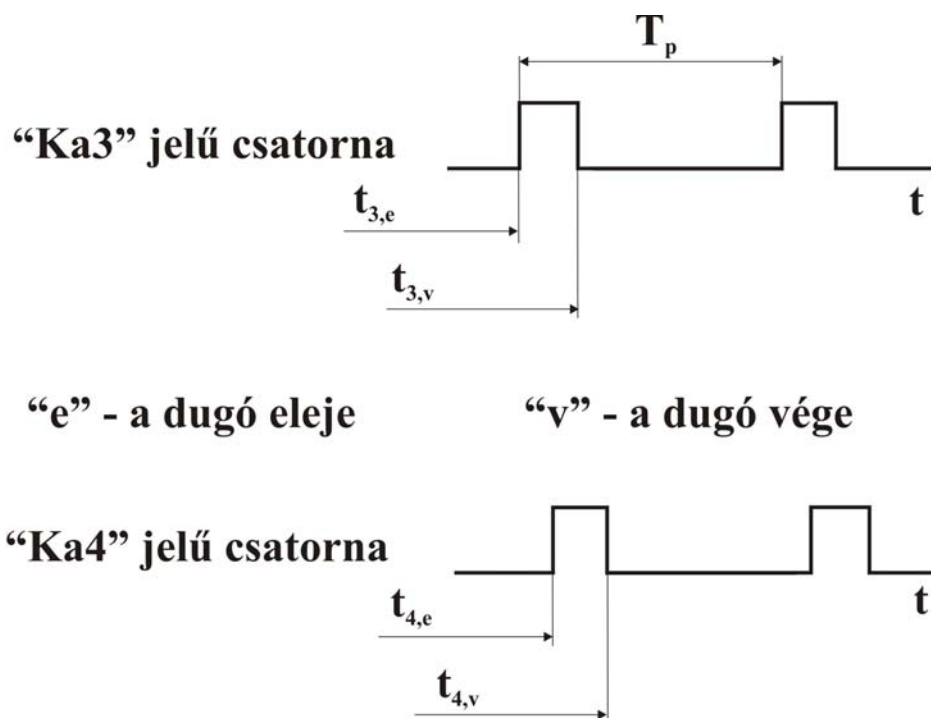 T_p
“Ka3” jelű csatorna
t
t_3,e
t_3,v
“e” - a dugó eleje “v” - a dugó vége
“Ka4” jelű csatorna
t
t_4,e
t_4,v